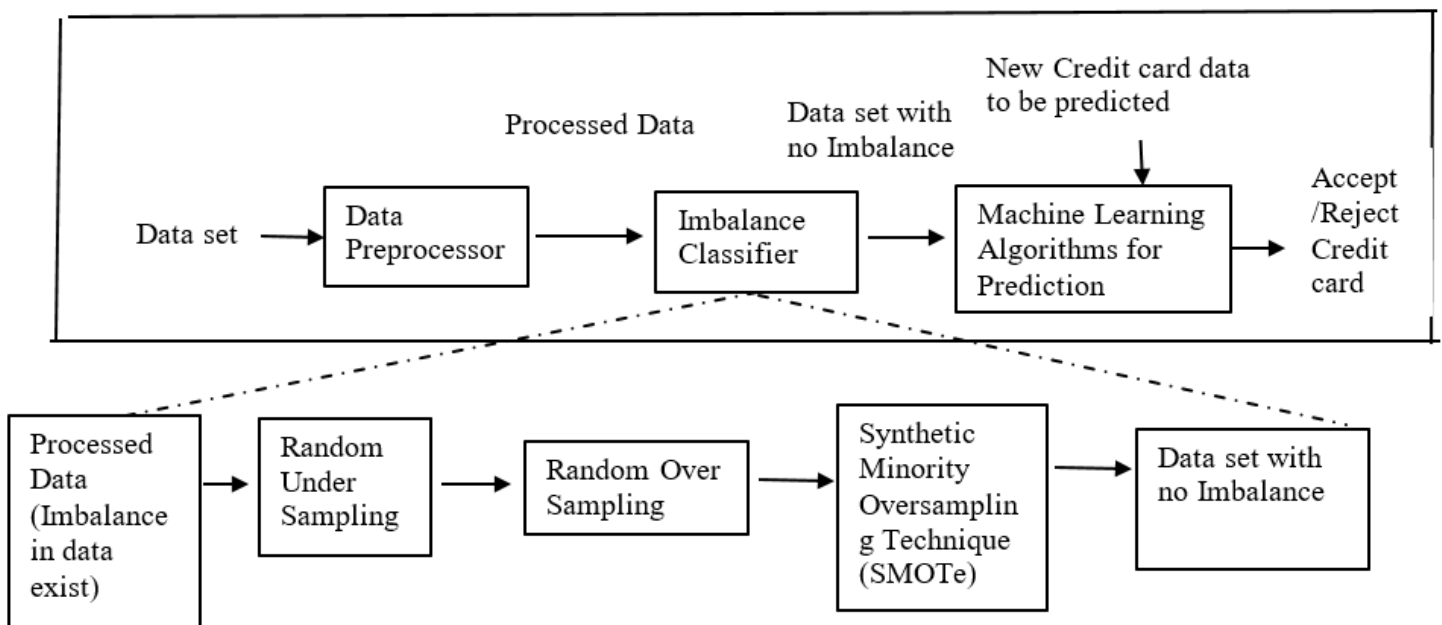 New Credit card data
to be predicted
Processed Data
Data set with
no Imbalance
Data set
Data
Preprocessor
Imbalance
Classifier
Machine Learning
Algorithms for
Prediction
Accept
/Reject
Credit
card
Processed
Data
(Imbalance
in data
exist)
Random
Under
Sampling
Random Over
Sampling
Synthetic
Minority
Oversamplin
g Technique
(SMOTe)
Data set with
no Imbalance